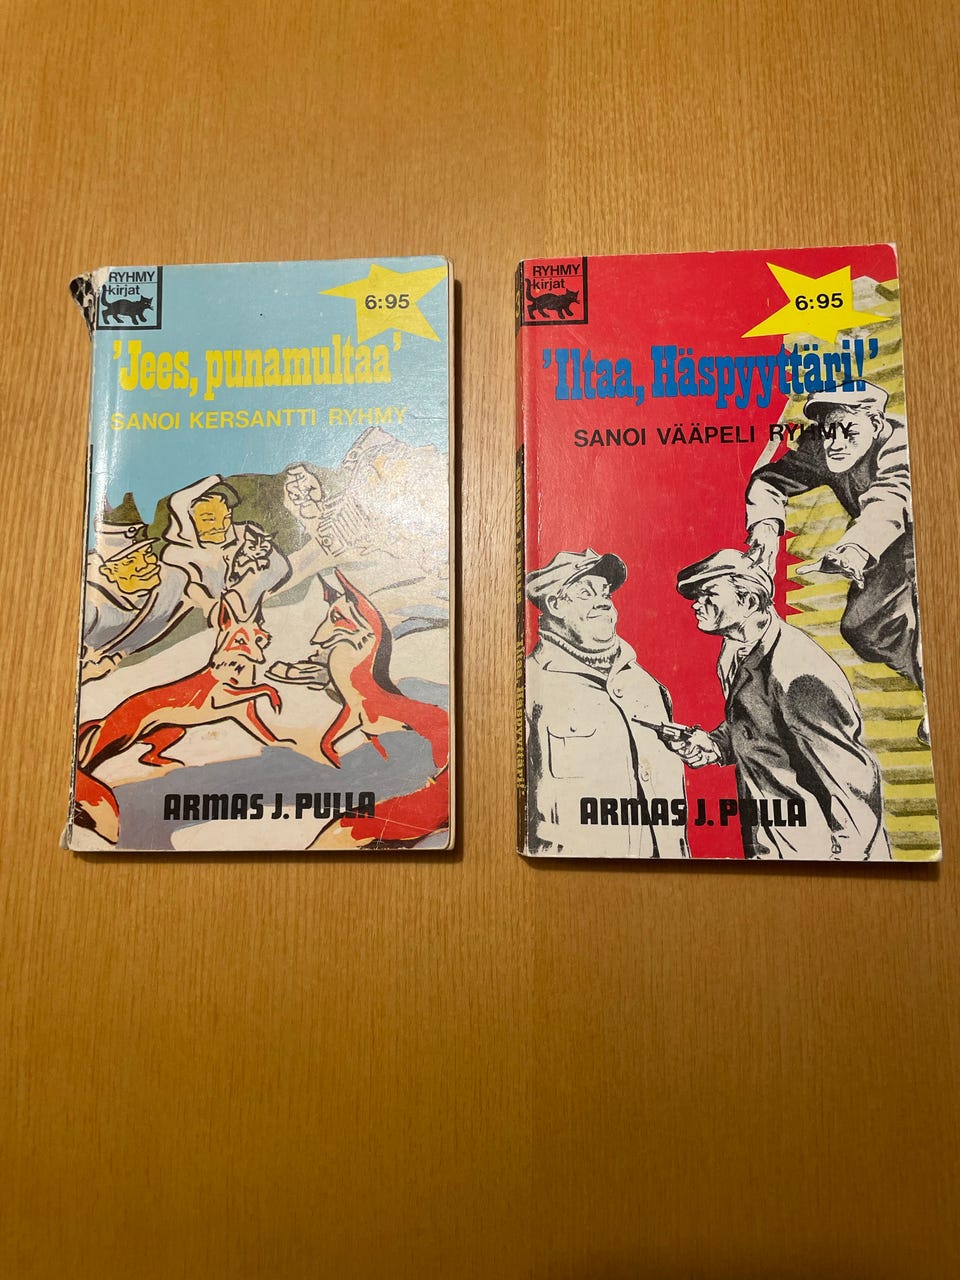 RYHMY
kirjat
6:95
'Jees, punamultaa'
SANOI KERSANTTI RYHMY
ARMAS J. PULLA
RYHMY
kirjat
6:95
'Iltaa, Häspyyttäri!'
SANOI VÄÄPELI RYHMY
ARMAS J. PULLA